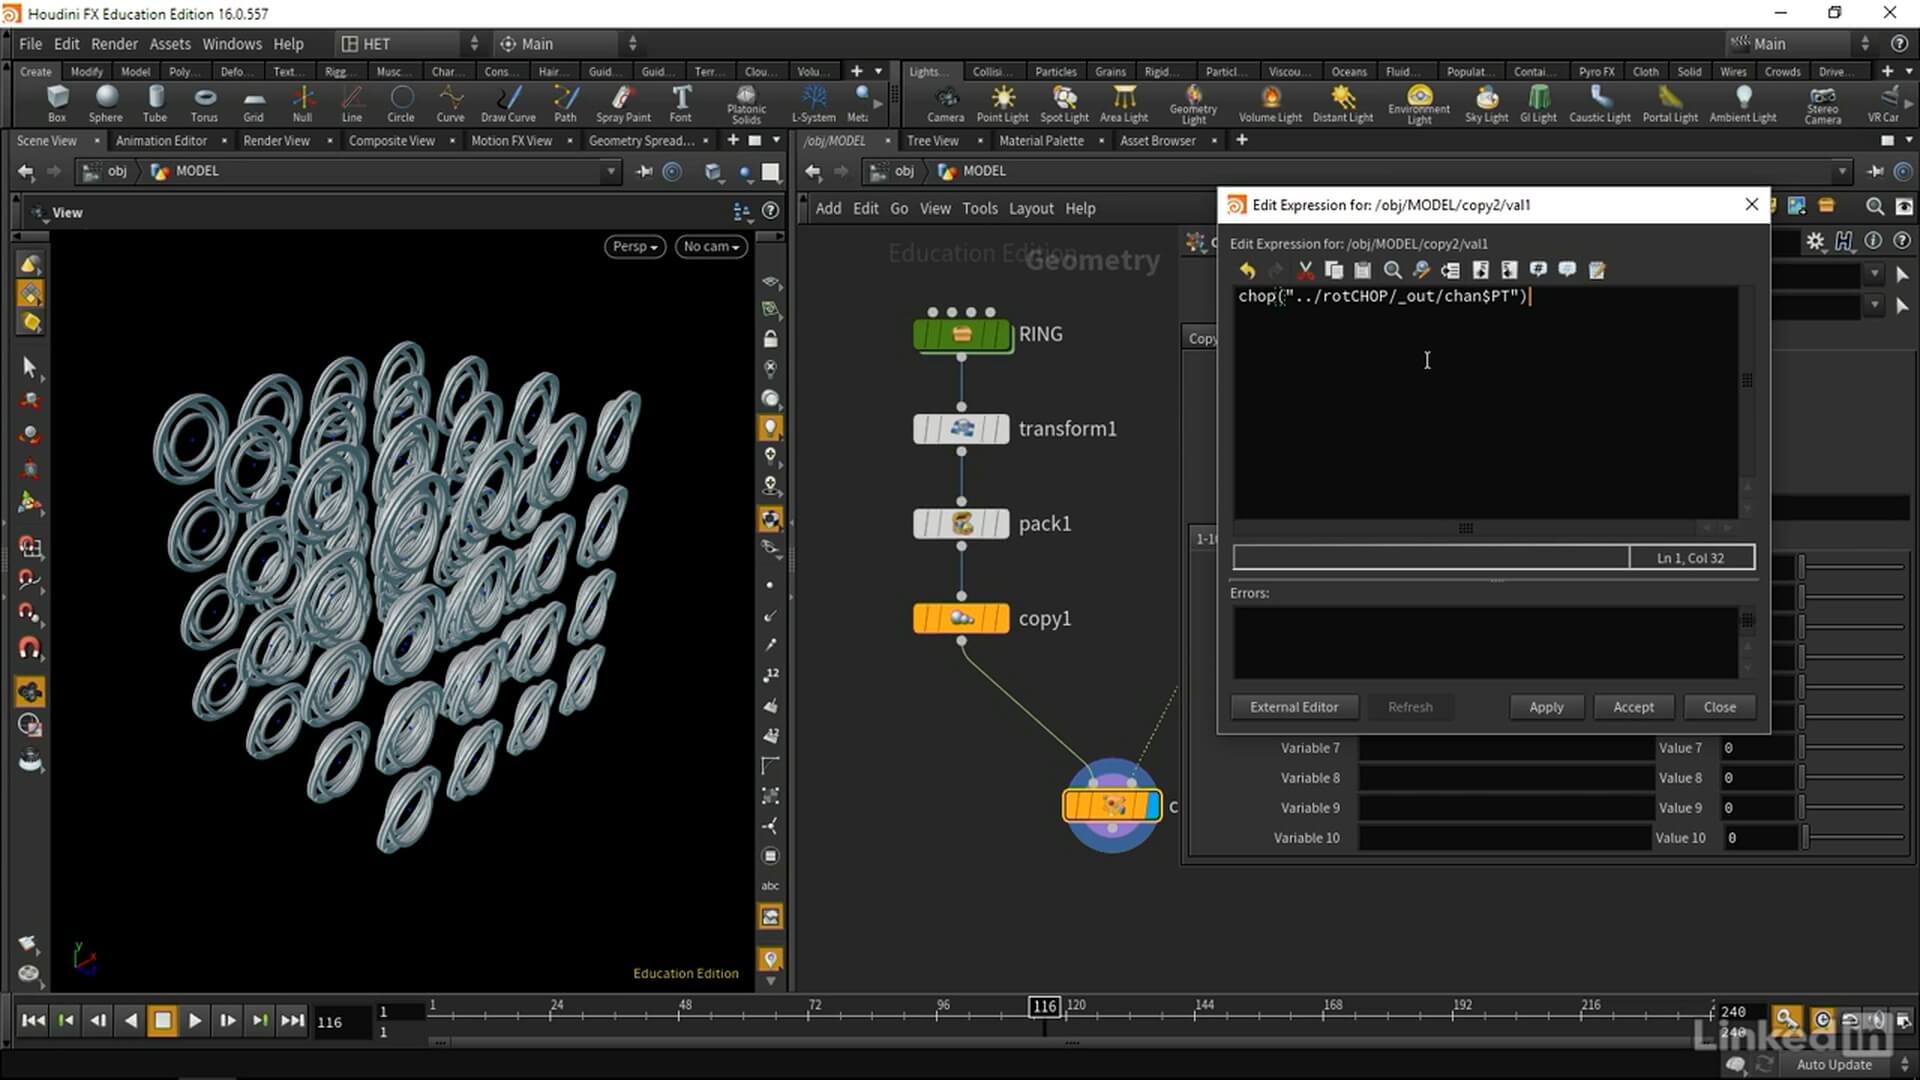 Houdini FX Education Edition 16.0.557
File Edit Render Assets Windows Help HET Main Main
Create Modify Model Poly... Defo... Text... Rigg... Musc... Char... Cons... Hair... Guid... Guid... Terr... Clou... Volu... Lights... Collisi... Particles Grains Rigid... Particl... Viscou... Oceans Fluid... Populat... Contai... Pyro FX Cloth Solid Wires Crowds Drive...
Box Sphere Tube Torus Grid Null Line Circle Curve Draw Curve Path Spray Paint Font Platonic Solids L-System Meta Camera Point Light Spot Light Area Light Geometry Light Volume Light Distant Light Environment Light Sky Light GI Light Caustic Light Portal Light Ambient Light Stereo Camera VR Car
Scene View Animation Editor Render View Composite View Motion FX View Geometry Spread... /obj/MODEL Tree View Material Palette Asset Browser
obj MODEL obj MODEL
View
Add Edit Go View Tools Layout Help
Persp No cam
Education Edition
Geometry
Edit Expression for: /obj/MODEL/copy2/val1
Edit Expression for: /obj/MODEL/copy2/val1
chop("../rotCHOP/_out/chan$PT")
Ln 1, Col 32
Errors:
External Editor Refresh Apply Accept Close
RING
transform1
pack1
copy1
c
Copy
Variable 7 Value 7 0
Variable 8 Value 8 0
Variable 9 Value 9 0
Variable 10 Value 10 0
12
12
abc
y
x
Education Edition
116 1 1 1 24 48 72 96 116 120 144 168 192 216 240 240
LinkedIn
Auto Update